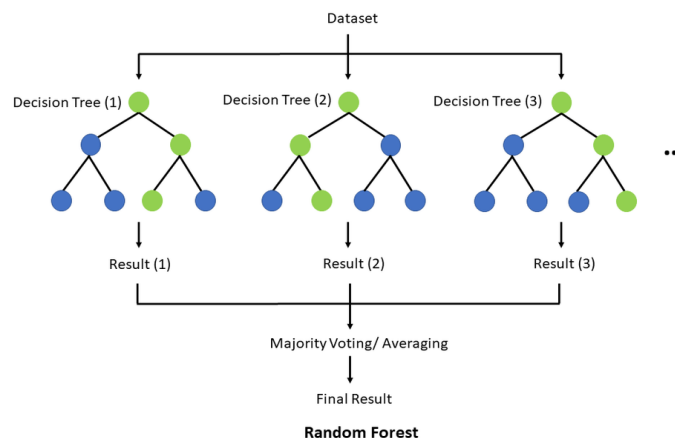 Dataset
Decision Tree (1)
Decision Tree (2)
Decision Tree (3)
..
Result (1)
Result (2)
Result (3)
Majority Voting/ Averaging
Final Result
Random Forest